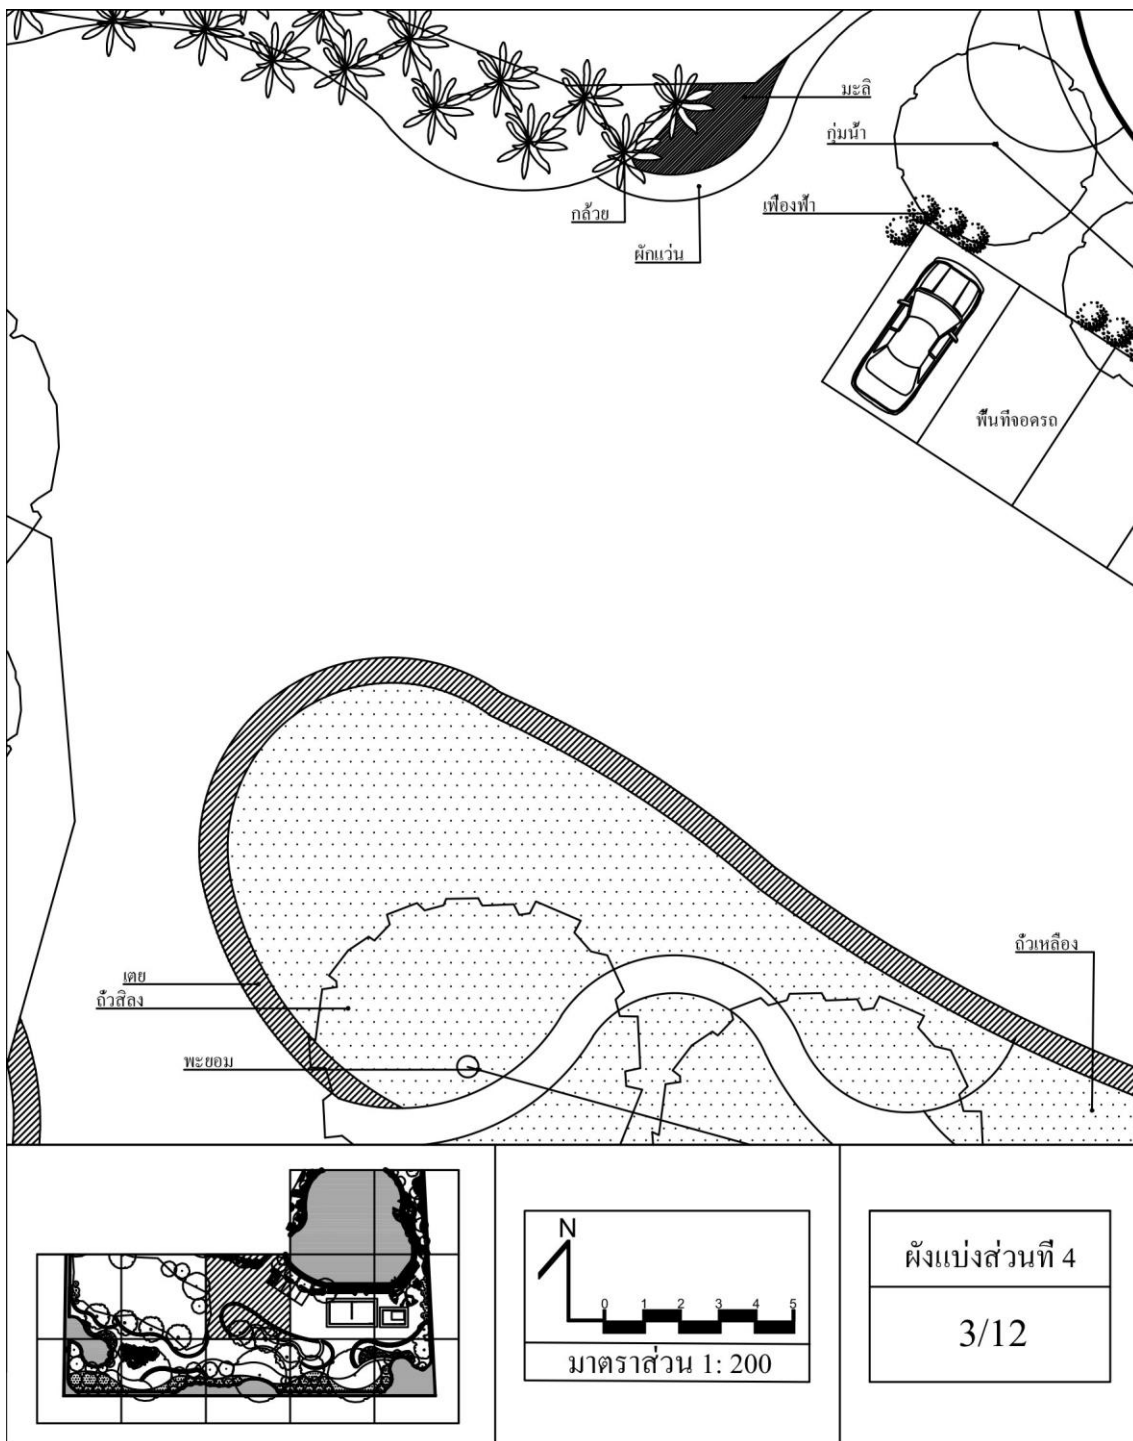 มะลิ
กุ่มน้ำ
เฟื่องฟ้า
กล้วย
ผักแว่น
พื้นที่จอดรถ
ถั่วเหลือง
เตย
ถั่วลิสง
พะยอม
N
0 1 2 3 4 5
มาตราส่วน 1: 200
ผังแบ่งส่วนที่ 4
3/12